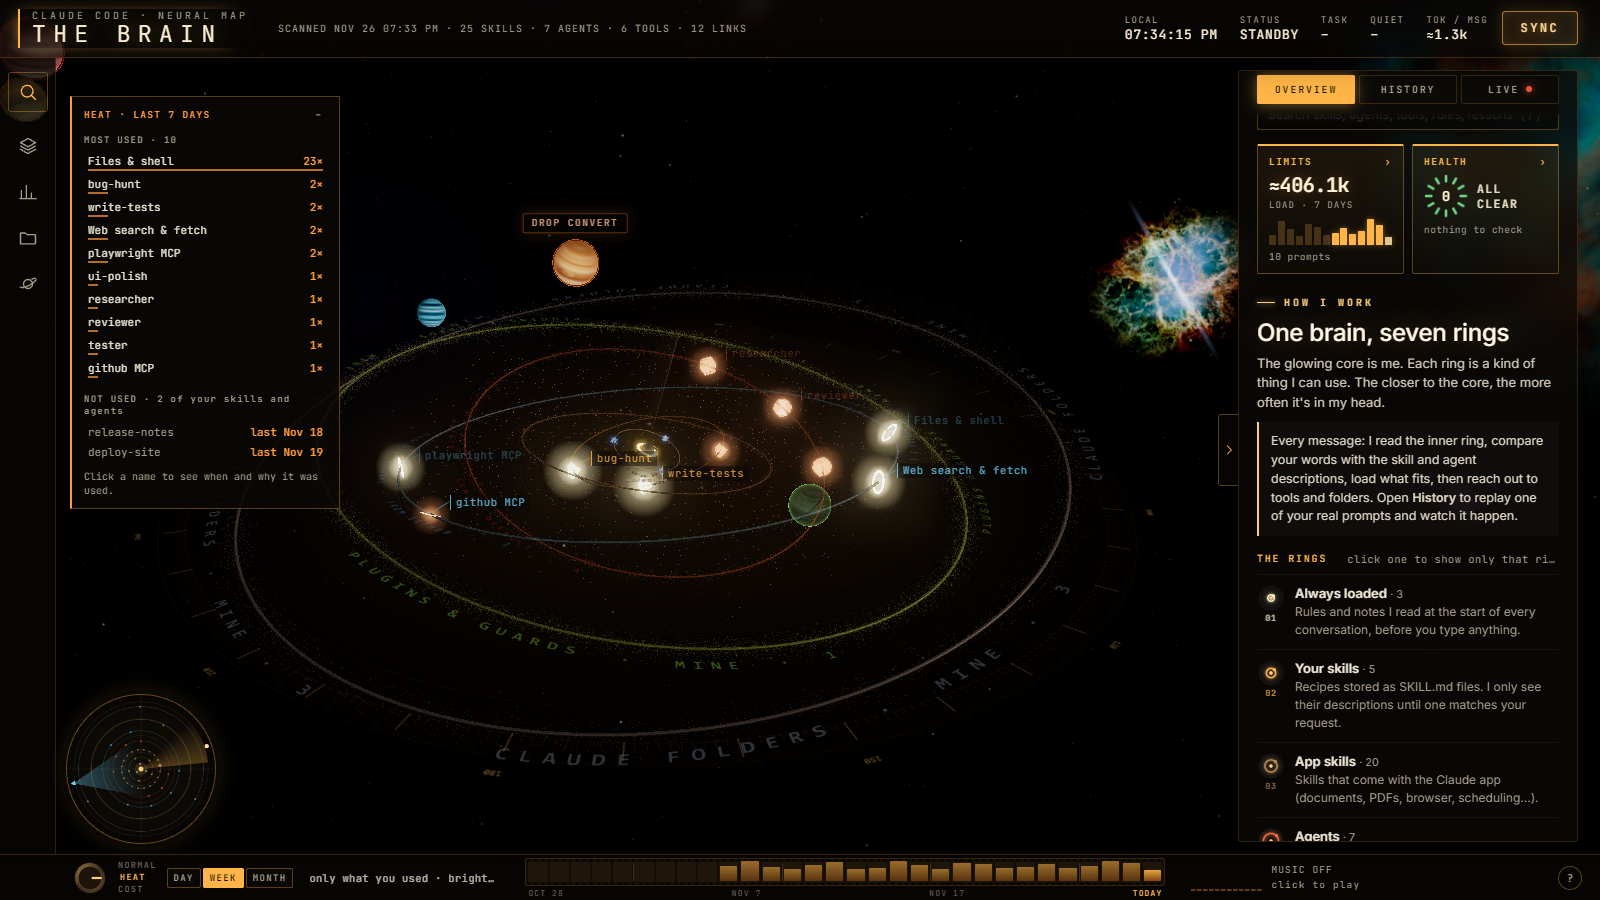 CLAUDE CODE · NEURAL MAP
THE BRAIN
SCANNED NOV 26 07:33 PM · 25 SKILLS · 7 AGENTS · 6 TOOLS · 12 LINKS
LOCAL
07:34:15 PM
STATUS
STANDBY
TASK
–
QUIET
–
TOK / MSG
≈1.3k
SYNC
HEAT · LAST 7 DAYS
–
MOST USED · 10
Files & shell 23×
bug-hunt 2×
write-tests 2×
Web search & fetch 2×
playwright MCP 2×
ui-polish 1×
researcher 1×
reviewer 1×
tester 1×
github MCP 1×
NOT USED · 2 of your skills and
agents
release-notes last Nov 18
deploy-site last Nov 19
Click a name to see when and why it was
used.
DROP CONVERT
researcher
reviewer
Files & shell
playwright MCP
bug-hunt
write-tests
Web search & fetch
github MCP
PLUGINS & GUARDS · MINE · 1
CLAUDE FOLDERS · MINE · 3
MINE · 3
180
150
OVERVIEW
HISTORY
LIVE
Search skills, agents, tools, rules, lessons (/)
LIMITS ›
≈406.1k
LOAD · 7 DAYS
10 prompts
HEALTH ›
0
ALL
CLEAR
nothing to check
HOW I WORK
One brain, seven rings
The glowing core is me. Each ring is a kind of
thing I can use. The closer to the core, the more
often it's in my head.
Every message: I read the inner ring, compare
your words with the skill and agent
descriptions, load what fits, then reach out to
tools and folders. Open History to replay one
of your real prompts and watch it happen.
THE RINGS click one to show only that ri…
01
Always loaded · 3
Rules and notes I read at the start of every
conversation, before you type anything.
02
Your skills · 5
Recipes stored as SKILL.md files. I only see
their descriptions until one matches your
request.
03
App skills · 20
Skills that come with the Claude app
(documents, PDFs, browser, scheduling…).
Agents · 7
NORMAL
HEAT
COST
DAY
WEEK
MONTH
only what you used · bright…
OCT 28
NOV 7
NOV 17
TODAY
MUSIC OFF
click to play
?